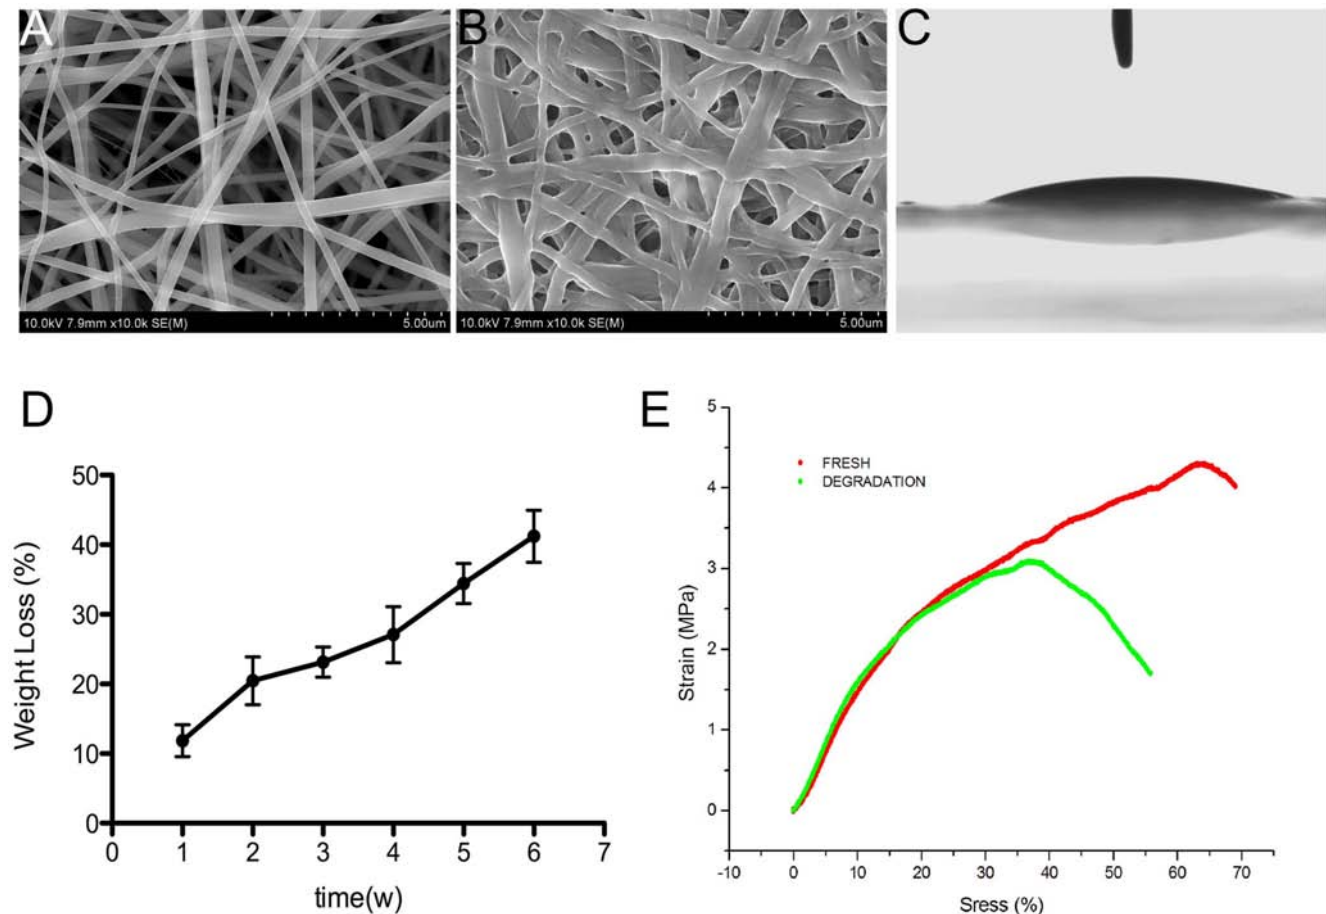 A
B
C
10.0kV 7.9mm x10.0k SE(M)
5.00um
10.0kV 7.9mm x10.0k SE(M)
5.00um
D
Weight Loss (%)
50
40
30
20
10
0
0 1 2 3 4 5 6 7
time(w)
E
Strain (MPa)
5
4
3
2
1
0
FRESH
DEGRADATION
-10 0 10 20 30 40 50 60 70
Sress (%)